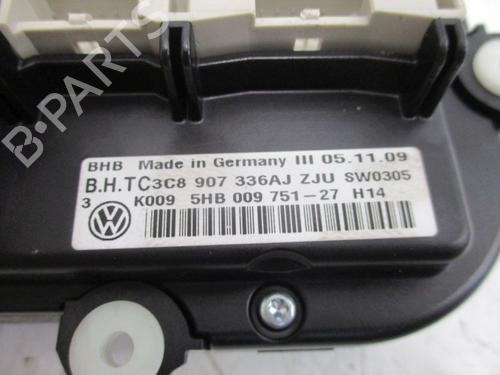 B-PARTS
BHB Made in Germany III 05.11.09
B.H.TC3C8 907 336AJ ZJU SW0305
3 K009 5HB 009 751-27 H14